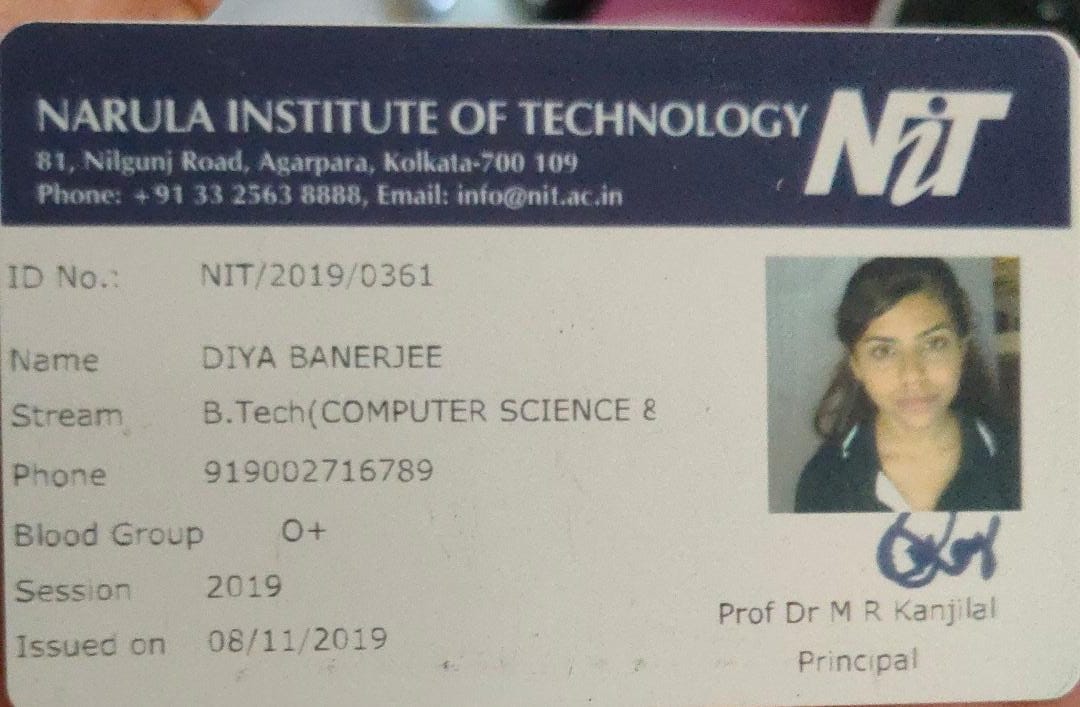 NARULA INSTITUTE OF TECHNOLOGY
NiT
81, Nilgunj Road, Agarpara, Kolkata-700 109
Phone: +91 33 2563 8888, Email: info@nit.ac.in
ID No.: NIT/2019/0361
Name DIYA BANERJEE
Stream B.Tech(COMPUTER SCIENCE &
Phone 919002716789
Blood Group O+
Session 2019
Issued on 08/11/2019
Prof Dr M R Kanjilal
Principal